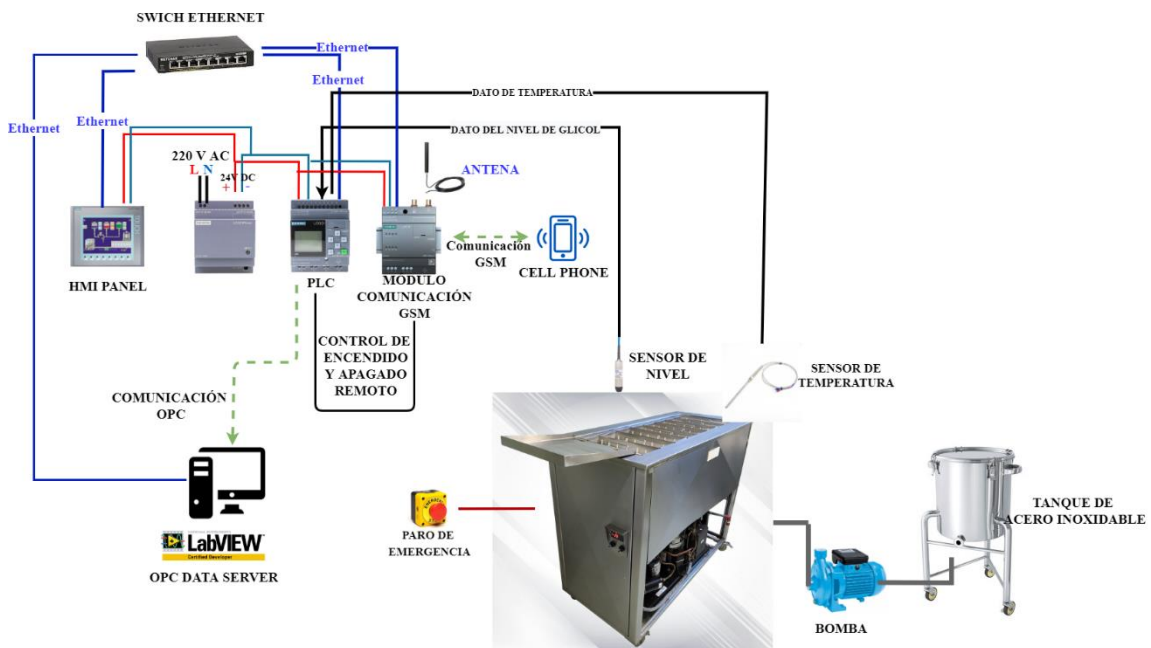 SWICH ETHERNET
Ethernet
Ethernet
Ethernet
Ethernet
DATO DE TEMPERATURA
DATO DEL NIVEL DE GLICOL
220 V AC
L N
24V DC
+ -
ANTENA
HMI PANEL
PLC
MODULO
COMUNICACIÓN
GSM
Comunicación
GSM
CELL PHONE
CONTROL DE
ENCENDIDO
Y APAGADO
REMOTO
COMUNICACIÓN
OPC
SENSOR DE
NIVEL
SENSOR DE
TEMPERATURA
LabVIEW
Certified Developer
OPC DATA SERVER
PARO DE
EMERGENCIA
TANQUE DE
ACERO INOXIDABLE
BOMBA